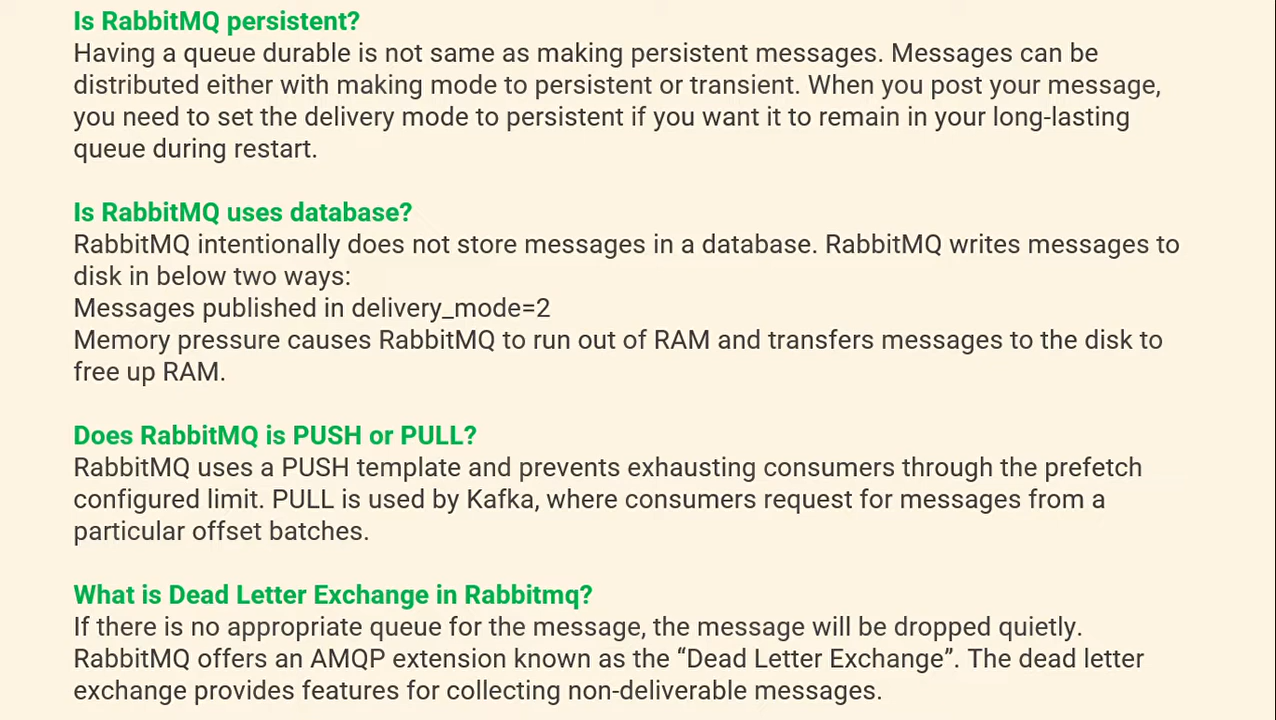 Is RabbitMQ persistent?
Having a queue durable is not same as making persistent messages. Messages can be
distributed either with making mode to persistent or transient. When you post your message,
you need to set the delivery mode to persistent if you want it to remain in your long-lasting
queue during restart.
Is RabbitMQ uses database?
RabbitMQ intentionally does not store messages in a database. RabbitMQ writes messages to
disk in below two ways:
Messages published in delivery_mode=2
Memory pressure causes RabbitMQ to run out of RAM and transfers messages to the disk to
free up RAM.
Does RabbitMQ is PUSH or PULL?
RabbitMQ uses a PUSH template and prevents exhausting consumers through the prefetch
configured limit. PULL is used by Kafka, where consumers request for messages from a
particular offset batches.
What is Dead Letter Exchange in Rabbitmq?
If there is no appropriate queue for the message, the message will be dropped quietly.
RabbitMQ offers an AMQP extension known as the “Dead Letter Exchange”. The dead letter
exchange provides features for collecting non-deliverable messages.